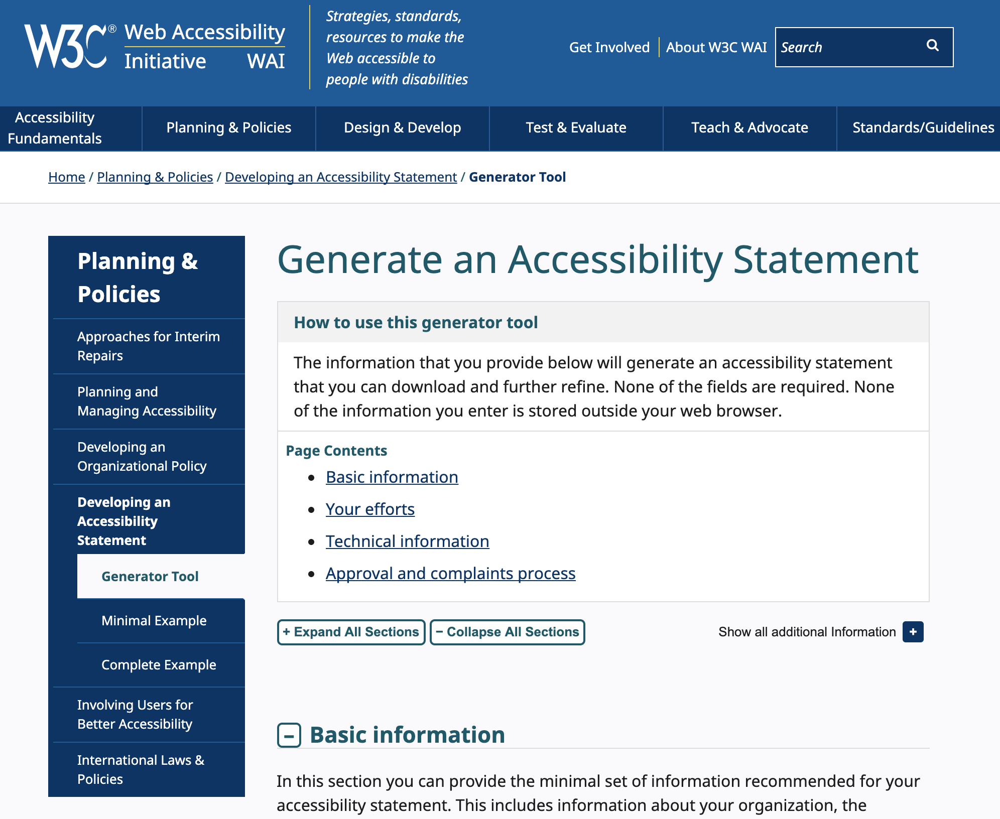 W3C® Web Accessibility
Initiative WAI
Strategies, standards,
resources to make the
Web accessible to
people with disabilities
Get Involved
About W3C WAI
Search
Accessibility
Fundamentals
Planning & Policies
Design & Develop
Test & Evaluate
Teach & Advocate
Standards/Guidelines
Home / Planning & Policies / Developing an Accessibility Statement / Generator Tool
Planning &
Policies
Approaches for Interim
Repairs
Planning and
Managing Accessibility
Developing an
Organizational Policy
Developing an
Accessibility
Statement
Generator Tool
Minimal Example
Complete Example
Involving Users for
Better Accessibility
International Laws &
Policies
Generate an Accessibility Statement
How to use this generator tool
The information that you provide below will generate an accessibility statement
that you can download and further refine. None of the fields are required. None
of the information you enter is stored outside your web browser.
Page Contents
• Basic information
• Your efforts
• Technical information
• Approval and complaints process
+ Expand All Sections
− Collapse All Sections
Show all additional Information +
− Basic information
In this section you can provide the minimal set of information recommended for your
accessibility statement. This includes information about your organization, the